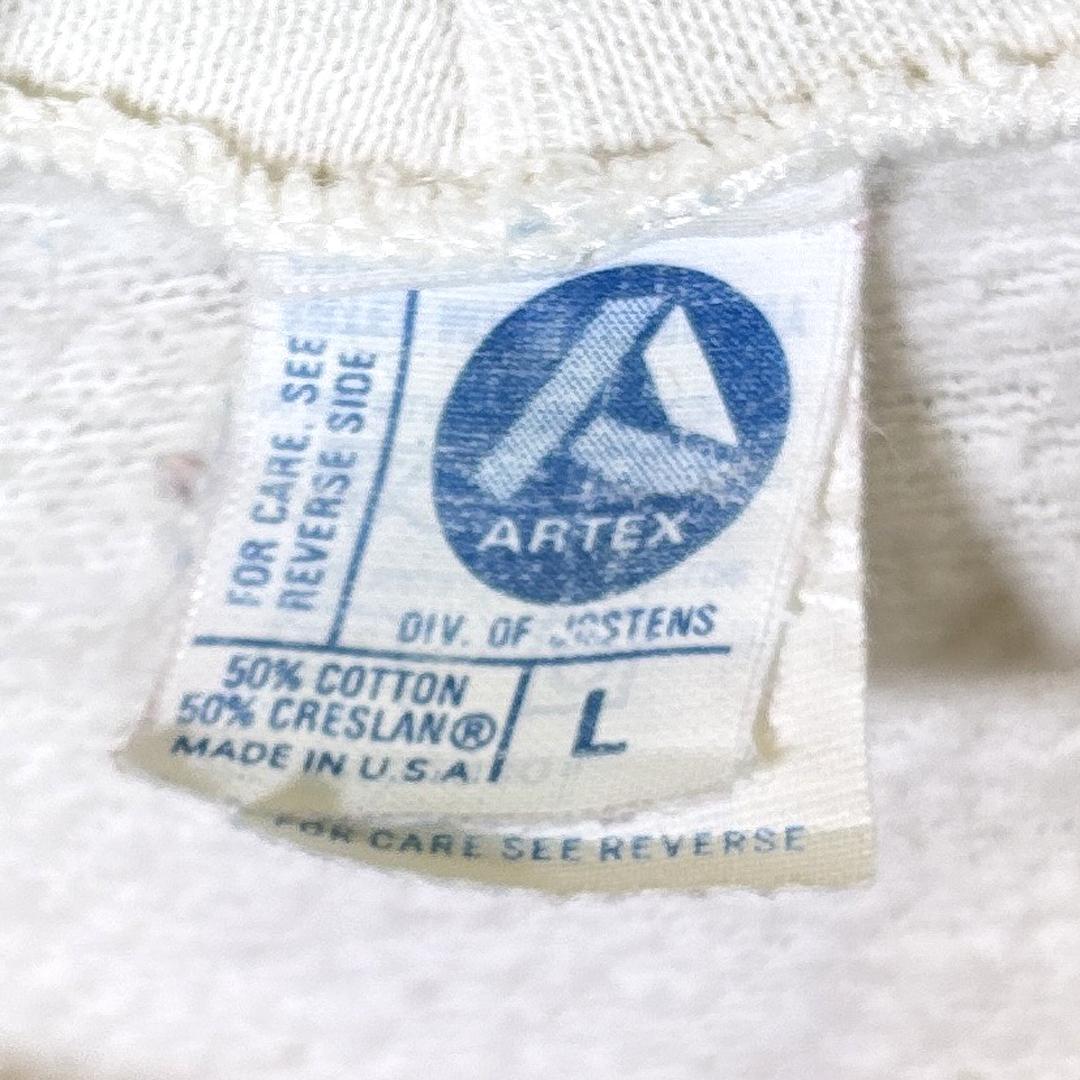 FOR CARE, SEE
REVERSE SIDE
ARTEX
DIV. OF JOSTENS
50% COTTON
50% CRESLAN®
MADE IN U.S.A.
L
FOR CARE SEE REVERSE